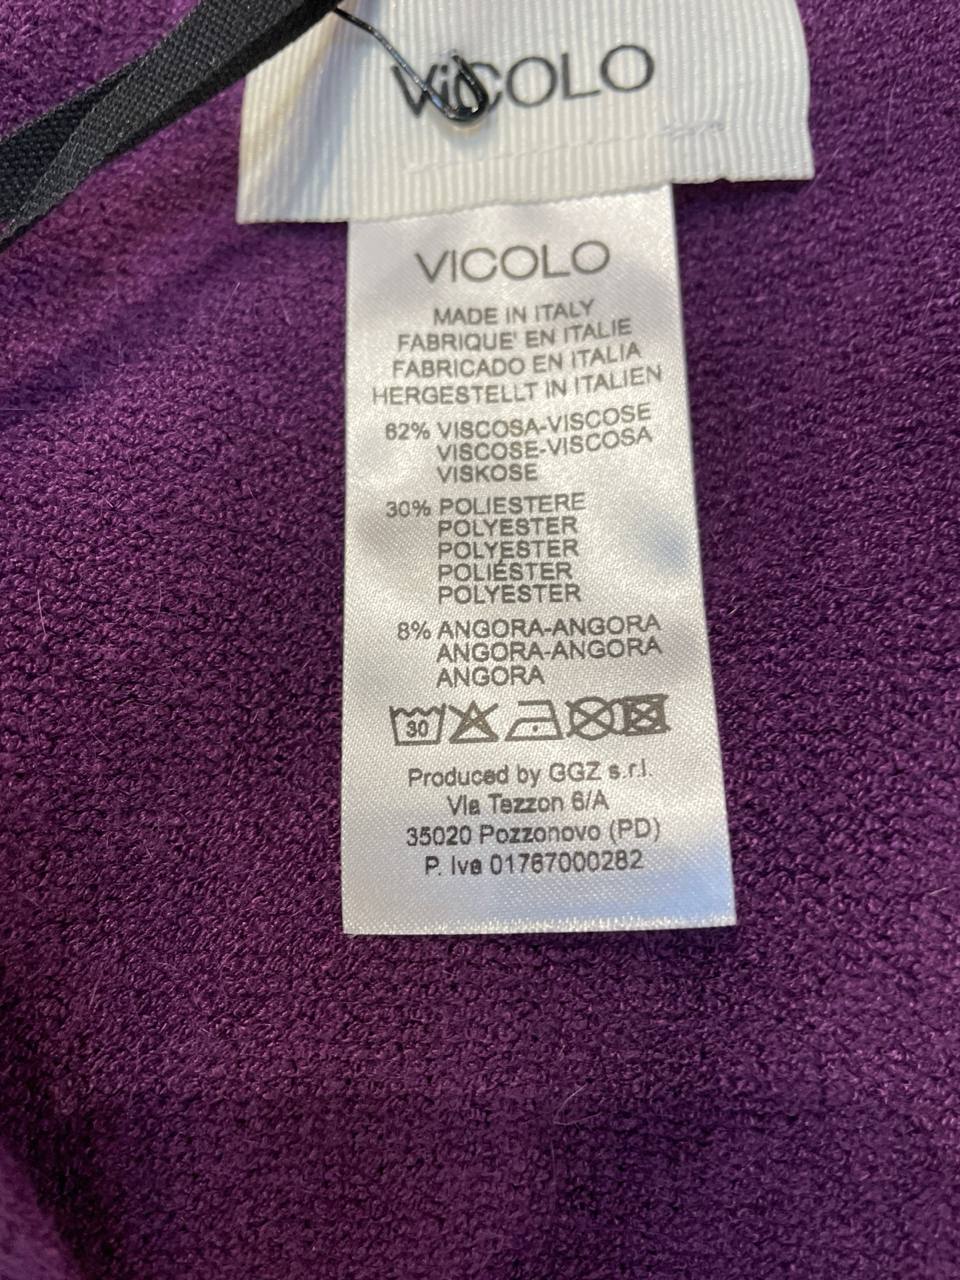 VICOLO
VICOLO
MADE IN ITALY
FABRIQUE' EN ITALIE
FABRICADO EN ITALIA
HERGESTELLT IN ITALIEN
62% VISCOSA-VISCOSE
VISCOSE-VISCOSA
VISKOSE
30% POLIESTERE
POLYESTER
POLYESTER
POLIÉSTER
POLYESTER
8% ANGORA-ANGORA
ANGORA-ANGORA
ANGORA
30
Produced by GGZ s.r.l.
Via Tezzon 6/A
35020 Pozzonovo (PD)
P. Iva 01767000282